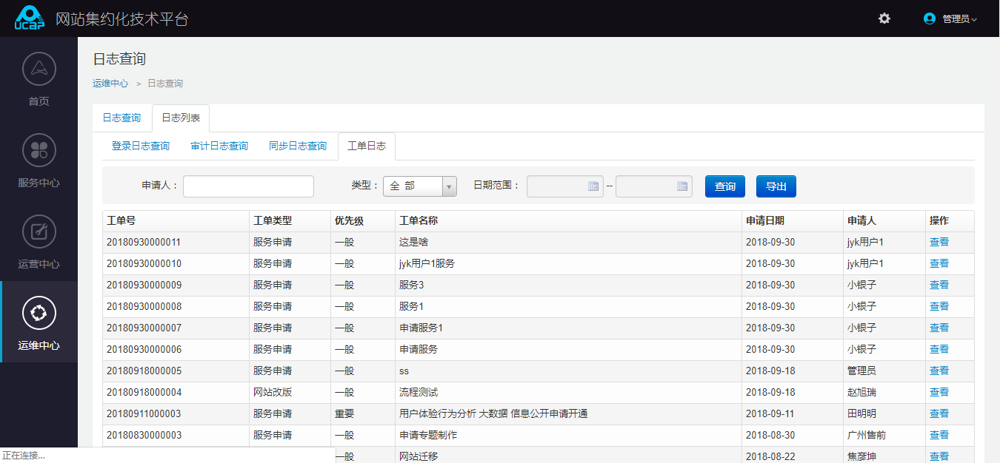 UCAP 网站集约化技术平台 管理员
首页
服务中心
运营中心
运维中心
日志查询
运维中心 > 日志查询
日志查询 日志列表
登录日志查询 审计日志查询 同步日志查询 工单日志
申请人： 类型： 全 部 日期范围： -- 查询 导出
工单号 工单类型 优先级 工单名称 申请日期 申请人 操作
20180930000011 服务申请 一般 这是啥 2018-09-30 jyk用户1 查看
20180930000010 服务申请 一般 jyk用户1服务 2018-09-30 jyk用户1 查看
20180930000009 服务申请 一般 服务3 2018-09-30 小银子 查看
20180930000008 服务申请 一般 服务1 2018-09-30 小银子 查看
20180930000007 服务申请 一般 申请服务1 2018-09-30 小银子 查看
20180930000006 服务申请 一般 申请服务 2018-09-30 小银子 查看
20180918000005 服务申请 一般 ss 2018-09-18 管理员 查看
20180918000004 网站改版 一般 流程测试 2018-09-18 赵旭瑞 查看
20180911000003 服务申请 重要 用户体验行为分析 大数据 信息公开申请开通 2018-09-11 田明明 查看
20180830000003 服务申请 一般 申请专题制作 2018-08-30 广州售前 查看
一般 网站迁移 2018-08-22 焦彦坤 查看
正在连接...